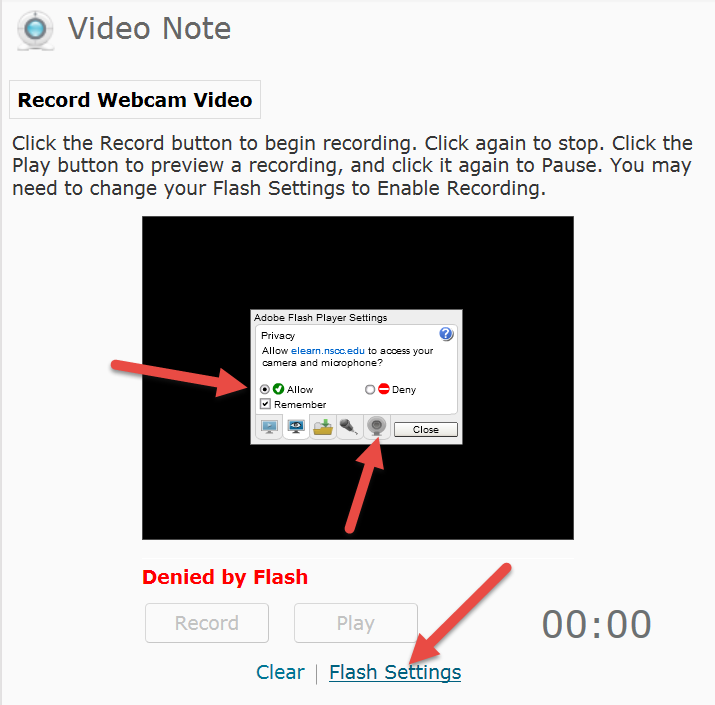 Video Note
Record Webcam Video
Click the Record button to begin recording. Click again to stop. Click the
Play button to preview a recording, and click it again to Pause. You may
need to change your Flash Settings to Enable Recording.
Adobe Flash Player Settings
Privacy
?
Allow elearn.nscc.edu to access your
camera and microphone?
Allow Deny
Remember
Close
Denied by Flash
Record Play 00:00
Clear | Flash Settings